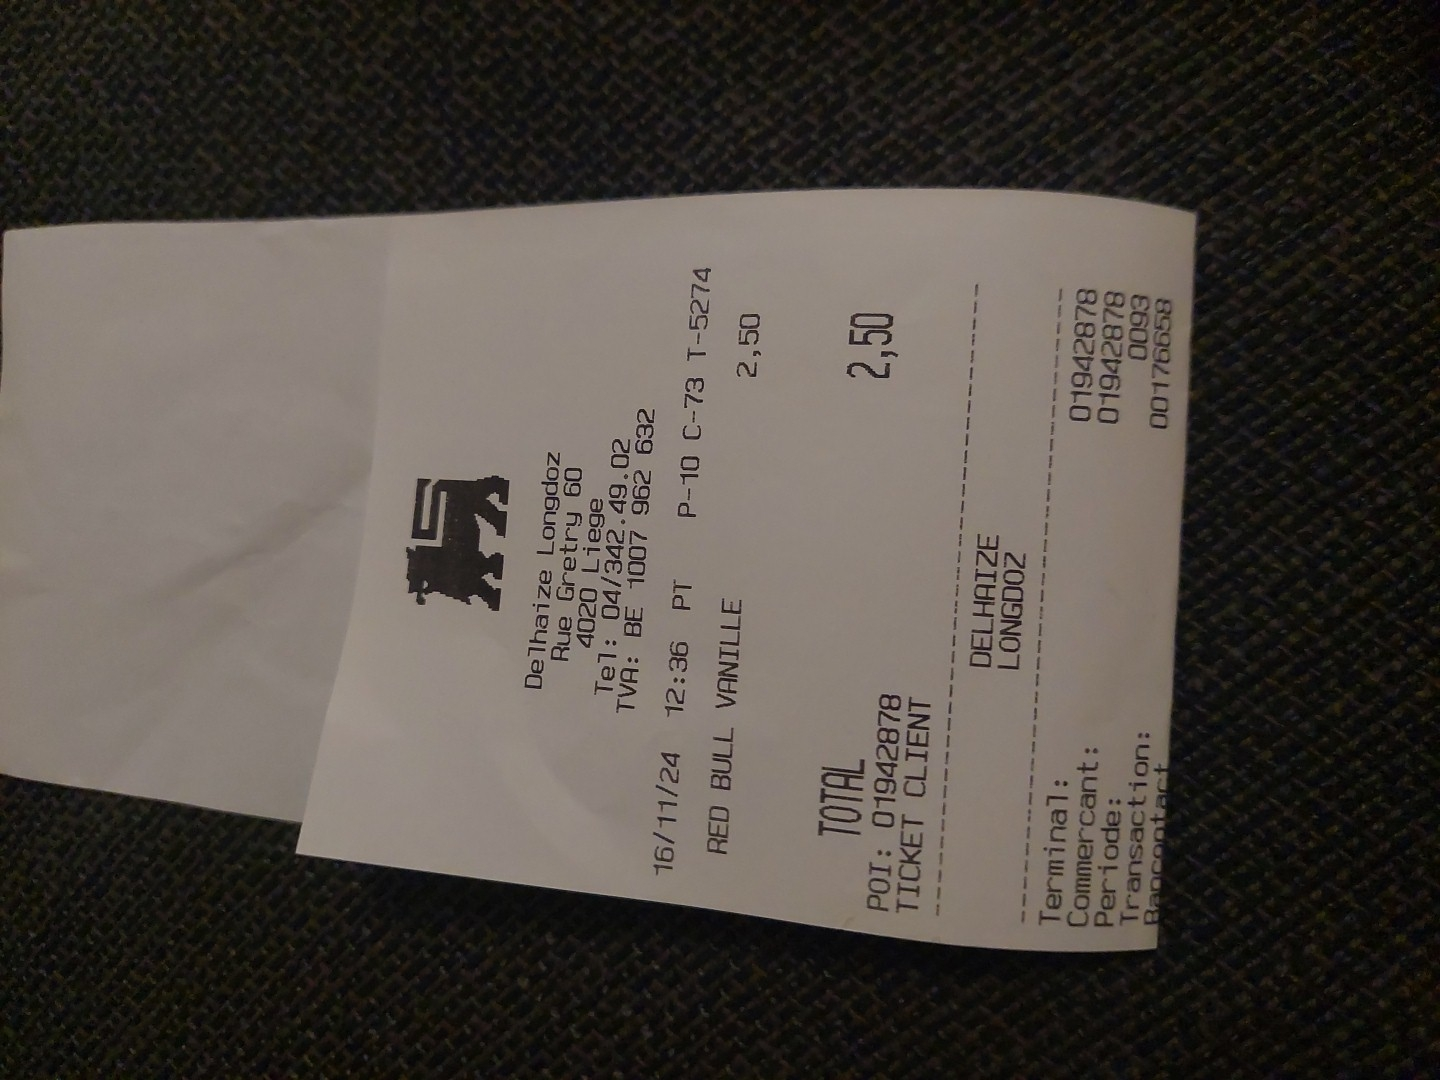 Delhaize Longdoz
Rue Gretry 60
4020 Liege
Tel: 04/342.49.02
TVA: BE 1007 962 632
16/11/24 12:36 PT P-10 C-73 T-5274
RED BULL VANILLE 2,50
TOTAL 2,50
POI: 01942878
TICKET CLIENT
DELHAIZE
LONGDOZ
Terminal: 01942878
Commercant: 01942878
Periode: 0093
Transaction: 00176658
Bancontact